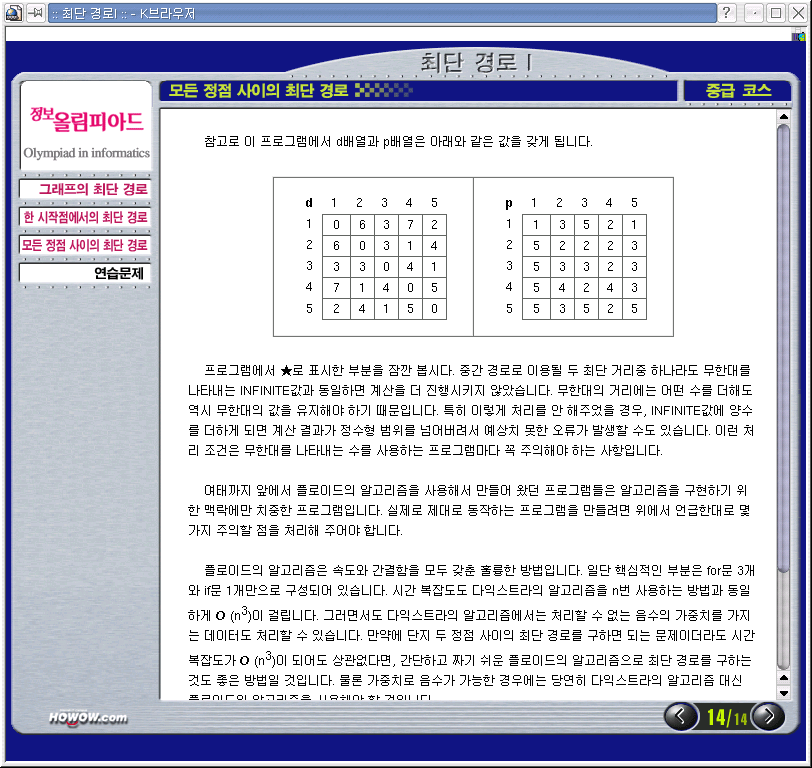 :: 최단 경로I :: - K브라우저
최단 경로 I
정보올림피아드
Olympiad in informatics
그래프의 최단 경로
한 시작점에서의 최단 경로
모든 정점 사이의 최단 경로
연습문제
모든 정점 사이의 최단 경로
중급 코스
참고로 이 프로그램에서 d배열과 p배열은 아래와 같은 값을 갖게 됩니다.
d 1 2 3 4 5
1 0 6 3 7 2
2 6 0 3 1 4
3 3 3 0 4 1
4 7 1 4 0 5
5 2 4 1 5 0
p 1 2 3 4 5
1 1 3 5 2 1
2 5 2 2 2 3
3 5 3 3 2 3
4 5 4 2 4 3
5 5 3 5 2 5
프로그램에서 ★로 표시한 부분을 잠깐 봅시다. 중간 경로로 이용될 두 최단 거리중 하나라도 무한대를
나타내는 INFINITE값과 동일하면 계산을 더 진행시키지 않았습니다. 무한대의 거리에는 어떤 수를 더해도
역시 무한대의 값을 유지해야 하기 때문입니다. 특히 이렇게 처리를 안 해주었을 경우, INFINITE값에 양수
를 더하게 되면 계산 결과가 정수형 범위를 넘어버려서 예상치 못한 오류가 발생할 수도 있습니다. 이런 처
리 조건은 무한대를 나타내는 수를 사용하는 프로그램마다 꼭 주의해야 하는 사항입니다.
여태까지 앞에서 플로이드의 알고리즘을 사용해서 만들어 왔던 프로그램들은 알고리즘을 구현하기 위
한 맥락에만 치중한 프로그램입니다. 실제로 제대로 동작하는 프로그램을 만들려면 위에서 언급한대로 몇
가지 주의할 점을 처리해 주어야 합니다.
플로이드의 알고리즘은 속도와 간결함을 모두 갖춘 훌륭한 방법입니다. 일단 핵심적인 부분은 for문 3개
와 if문 1개만으로 구성되어 있습니다. 시간 복잡도도 다익스트라의 알고리즘을 n번 사용하는 방법과 동일
하게 O (n³)이 걸립니다. 그러면서도 다익스트라의 알고리즘에서는 처리할 수 없는 음수의 가중치를 가지
는 데이터도 처리할 수 있습니다. 만약에 단지 두 정점 사이의 최단 경로를 구하면 되는 문제이더라도 시간
복잡도가 O (n³)이 되어도 상관없다면, 간단하고 짜기 쉬운 플로이드의 알고리즘으로 최단 경로를 구하는
것도 좋은 방법일 것입니다. 물론 가중치로 음수가 가능한 경우에는 당연히 다익스트라의 알고리즘 대신
플로이드의 알고리즘을 사용해야 할 것입니다.
HOWOW.com
14/14